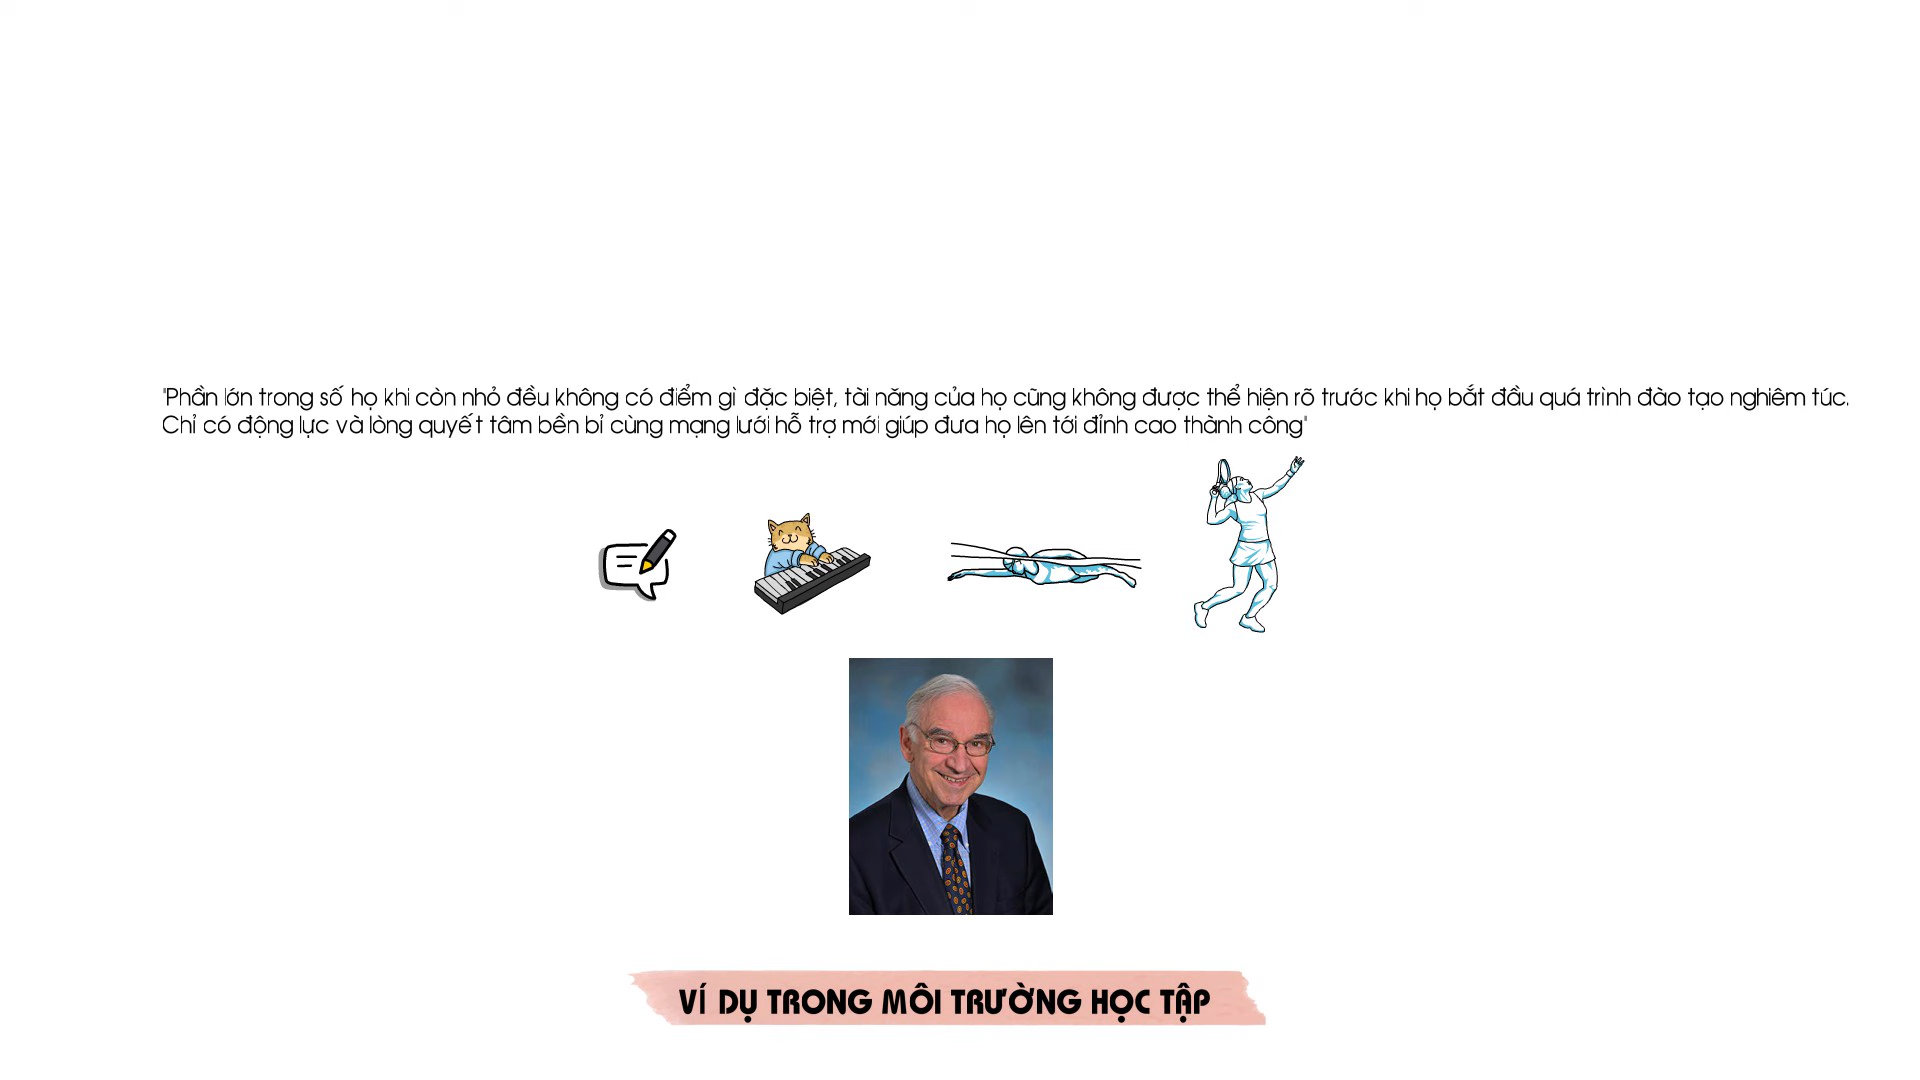 "Phần lớn trong số họ khi còn nhỏ đều không có điểm gì đặc biệt, tài năng của họ cũng không được thể hiện rõ trước khi họ bắt đầu quá trình đào tạo nghiêm túc.
Chỉ có động lực và lòng quyết tâm bền bỉ cùng mạng lưới hỗ trợ mới giúp đưa họ lên tới đỉnh cao thành công"
VÍ DỤ TRONG MÔI TRƯỜNG HỌC TẬP